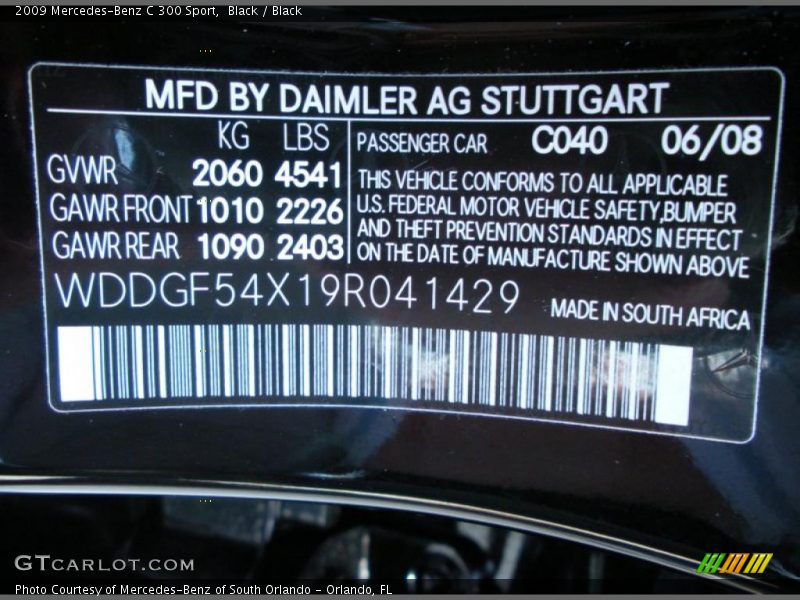 2009 Mercedes-Benz C 300 Sport,  Black / Black
MFD BY DAIMLER AG STUTTGART
KG LBS
GVWR 2060 4541
GAWR FRONT 1010 2226
GAWR REAR 1090 2403
PASSENGER CAR C040 06/08
THIS VEHICLE CONFORMS TO ALL APPLICABLE
U.S. FEDERAL MOTOR VEHICLE SAFETY,BUMPER
AND THEFT PREVENTION STANDARDS IN EFFECT
ON THE DATE OF MANUFACTURE SHOWN ABOVE
WDDGF54X19R041429
MADE IN SOUTH AFRICA
GTCARLOT.COM
Photo Courtesy of Mercedes-Benz of South Orlando - Orlando, FL